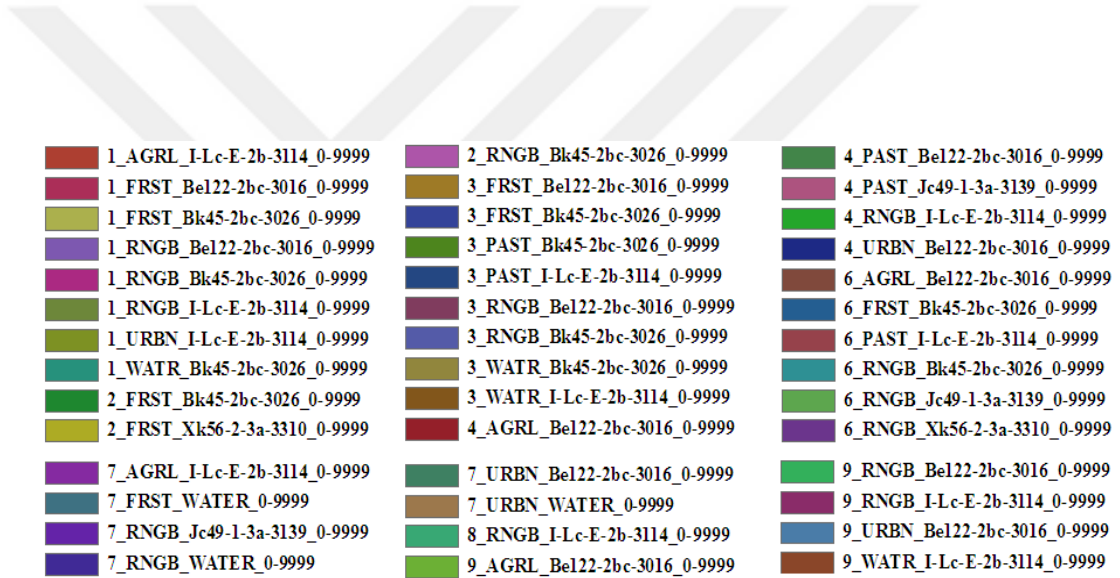 1_AGRL_I-Lc-E-2b-3114_0-9999
1_FRST_Be122-2bc-3016_0-9999
1_FRST_Bk45-2bc-3026_0-9999
1_RNGB_Be122-2bc-3016_0-9999
1_RNGB_Bk45-2bc-3026_0-9999
1_RNGB_I-Lc-E-2b-3114_0-9999
1_URBN_I-Lc-E-2b-3114_0-9999
1_WATR_Bk45-2bc-3026_0-9999
2_FRST_Bk45-2bc-3026_0-9999
2_FRST_Xk56-2-3a-3310_0-9999
2_RNGB_Bk45-2bc-3026_0-9999
3_FRST_Be122-2bc-3016_0-9999
3_FRST_Bk45-2bc-3026_0-9999
3_PAST_Bk45-2bc-3026_0-9999
3_PAST_I-Lc-E-2b-3114_0-9999
3_RNGB_Be122-2bc-3016_0-9999
3_RNGB_Bk45-2bc-3026_0-9999
3_WATR_Bk45-2bc-3026_0-9999
3_WATR_I-Lc-E-2b-3114_0-9999
4_AGRL_Be122-2bc-3016_0-9999
4_PAST_Be122-2bc-3016_0-9999
4_PAST_Jc49-1-3a-3139_0-9999
4_RNGB_I-Lc-E-2b-3114_0-9999
4_URBN_Be122-2bc-3016_0-9999
6_AGRL_Be122-2bc-3016_0-9999
6_FRST_Bk45-2bc-3026_0-9999
6_PAST_I-Lc-E-2b-3114_0-9999
6_RNGB_Bk45-2bc-3026_0-9999
6_RNGB_Jc49-1-3a-3139_0-9999
6_RNGB_Xk56-2-3a-3310_0-9999
7_AGRL_I-Lc-E-2b-3114_0-9999
7_FRST_WATER_0-9999
7_RNGB_Jc49-1-3a-3139_0-9999
7_RNGB_WATER_0-9999
7_URBN_Be122-2bc-3016_0-9999
7_URBN_WATER_0-9999
8_RNGB_I-Lc-E-2b-3114_0-9999
9_AGRL_Be122-2bc-3016_0-9999
9_RNGB_Be122-2bc-3016_0-9999
9_RNGB_I-Lc-E-2b-3114_0-9999
9_URBN_Be122-2bc-3016_0-9999
9_WATR_I-Lc-E-2b-3114_0-9999